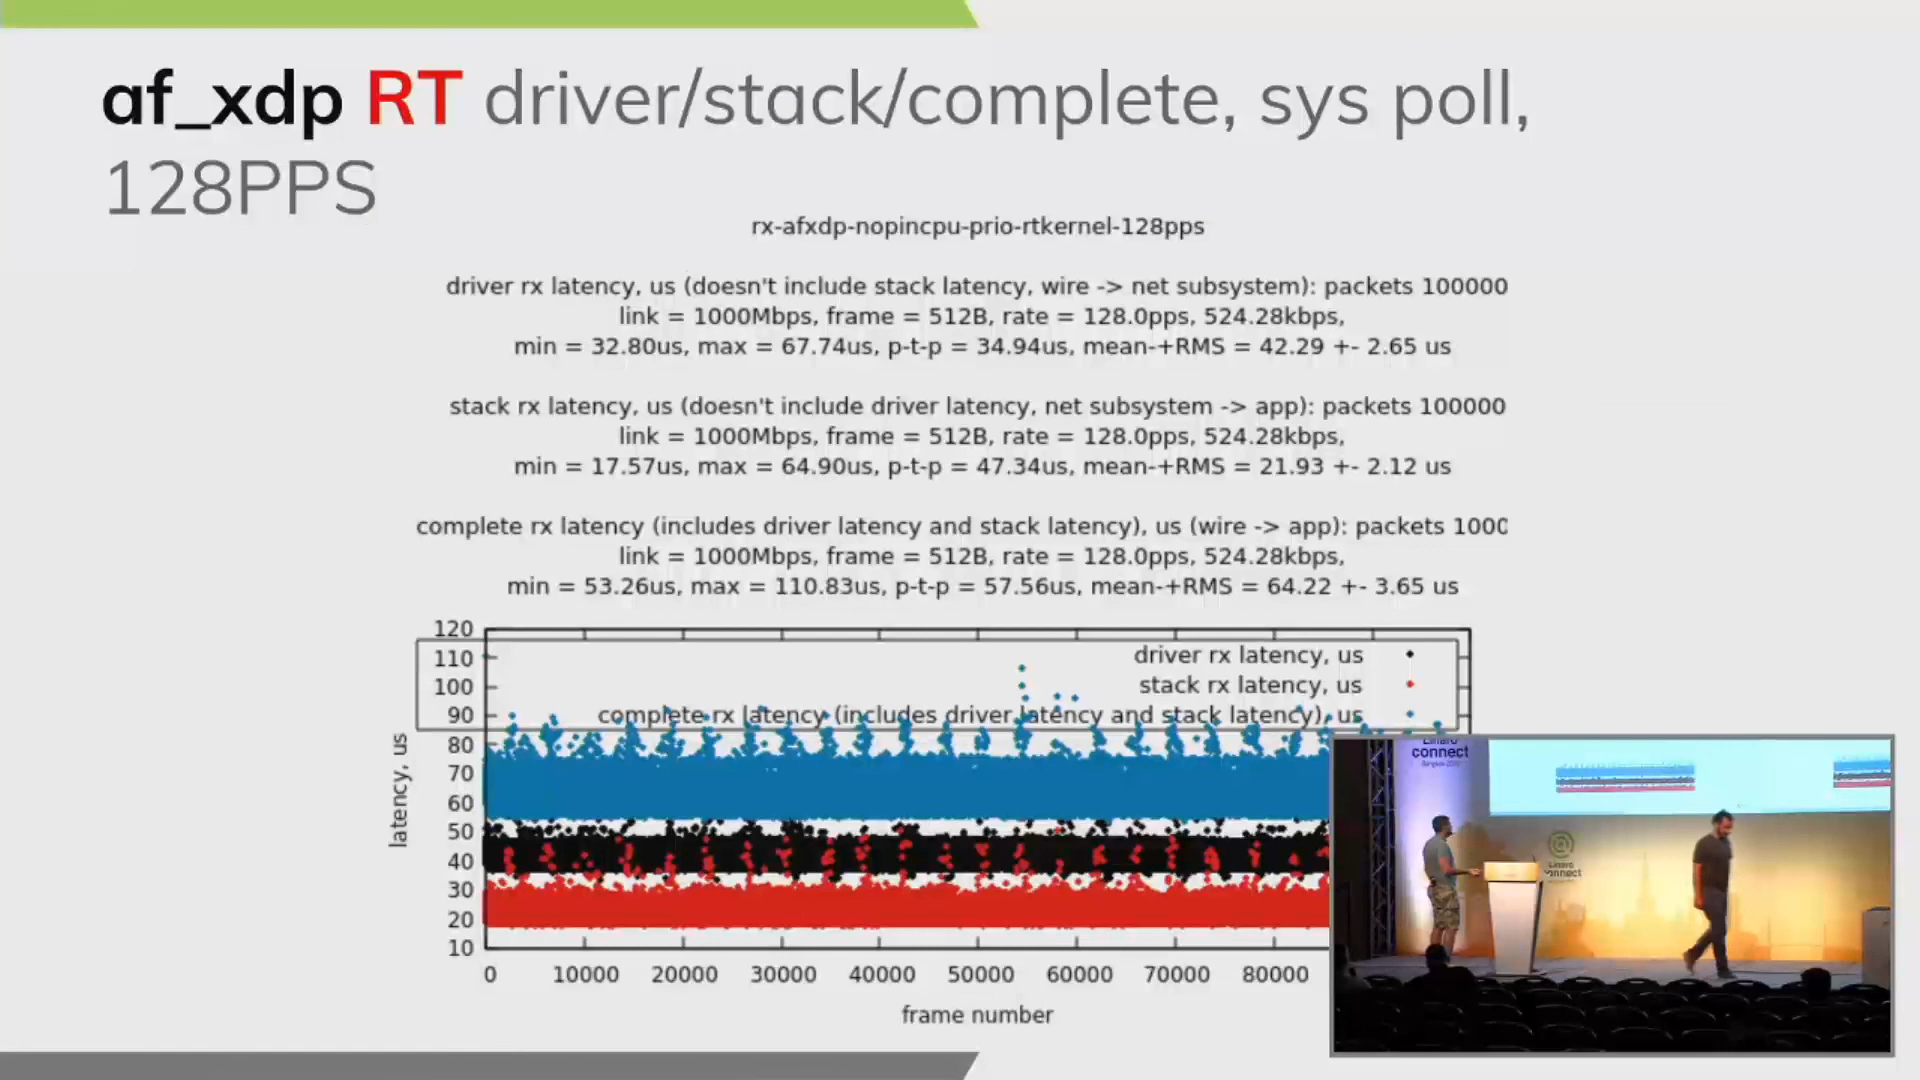 af_xdp RT driver/stack/complete, sys poll,
128PPS
rx-afxdp-nopincpu-prio-rtkernel-128pps
driver rx latency, us (doesn't include stack latency, wire -> net subsystem): packets 100000
link = 1000Mbps, frame = 512B, rate = 128.0pps, 524.28kbps,
min = 32.80us, max = 67.74us, p-t-p = 34.94us, mean-+RMS = 42.29 +- 2.65 us
stack rx latency, us (doesn't include driver latency, net subsystem -> app): packets 100000
link = 1000Mbps, frame = 512B, rate = 128.0pps, 524.28kbps,
min = 17.57us, max = 64.90us, p-t-p = 47.34us, mean-+RMS = 21.93 +- 2.12 us
complete rx latency (includes driver latency and stack latency), us (wire -> app): packets 1000
link = 1000Mbps, frame = 512B, rate = 128.0pps, 524.28kbps,
min = 53.26us, max = 110.83us, p-t-p = 57.56us, mean-+RMS = 64.22 +- 3.65 us
driver rx latency, us
stack rx latency, us
complete rx latency (includes driver latency and stack latency), us
120
110
100
90
80
70
60
50
40
30
20
10
latency, us
0 10000 20000 30000 40000 50000 60000 70000 80000
frame number
Linaro
connect
Linaro
connect